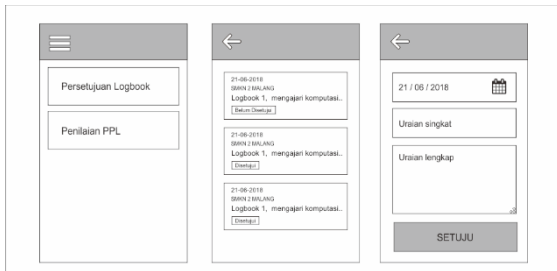 Persetujuan Logbook
Penilaian PPL
21-06-2018
SMKN 2 MALANG
Logbook 1, mengajari komputasi..
Belum Disetujui
21-06-2018
SMKN 2 MALANG
Logbook 1, mengajari komputasi..
Disetujui
21-06-2018
SMKN 2 MALANG
Logbook 1, mengajari komputasi..
Disetujui
21 / 06 / 2018
Uraian singkat
Uraian lengkap
SETUJU